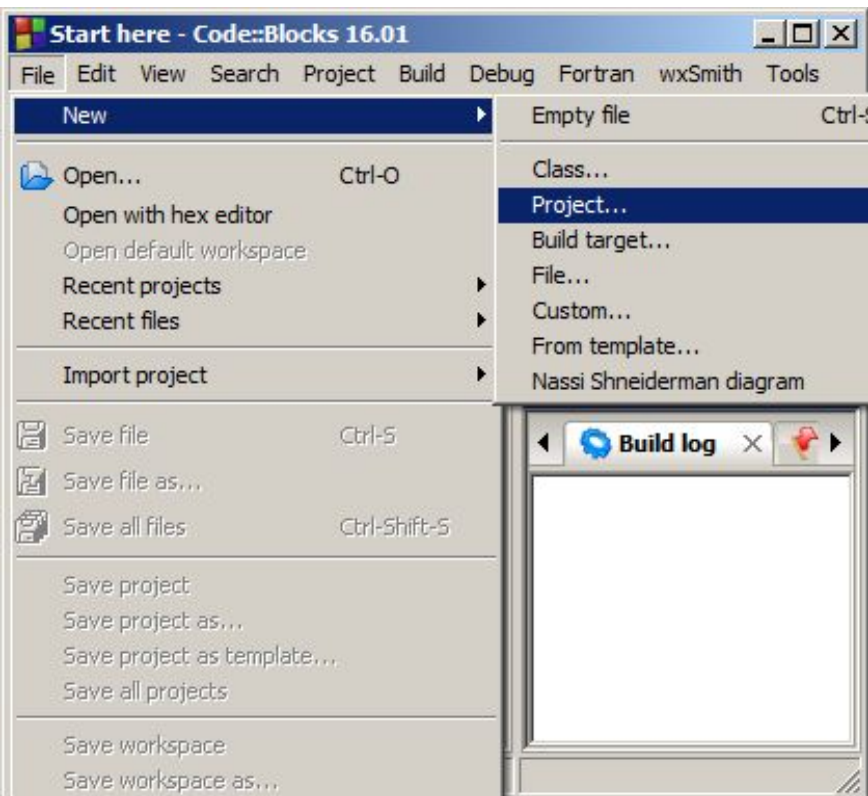 Start here - Code::Blocks 16.01
File Edit View Search Project Build Debug Fortran wxSmith Tools
New
Open... Ctrl-O
Open with hex editor
Open default workspace
Recent projects
Recent files
Import project
Save file Ctrl-S
Save file as...
Save all files Ctrl-Shift-S
Save project
Save project as...
Save project as template...
Save all projects
Save workspace
Save workspace as...
Empty file Ctrl-
Class...
Project...
Build target...
File...
Custom...
From template...
Nassi Shneiderman diagram
Build log